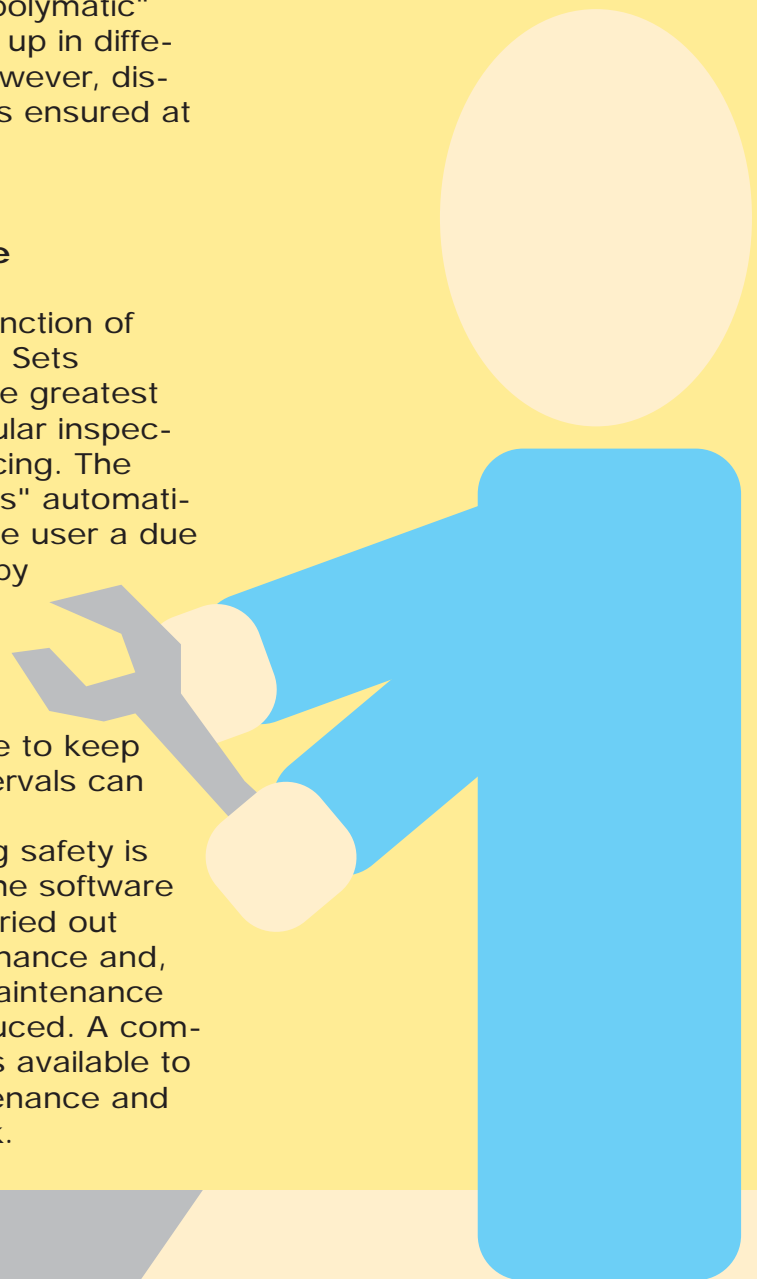 polymatic"
up in diffe-
wever, dis-
s ensured at
e
nction of
Sets
e greatest
ular inspec-
cing. The
s" automati-
e user a due
by
e to keep
ervals can
g safety is
he software
ried out
nance and,
aintenance
uced. A com-
s available to
enance and
k.